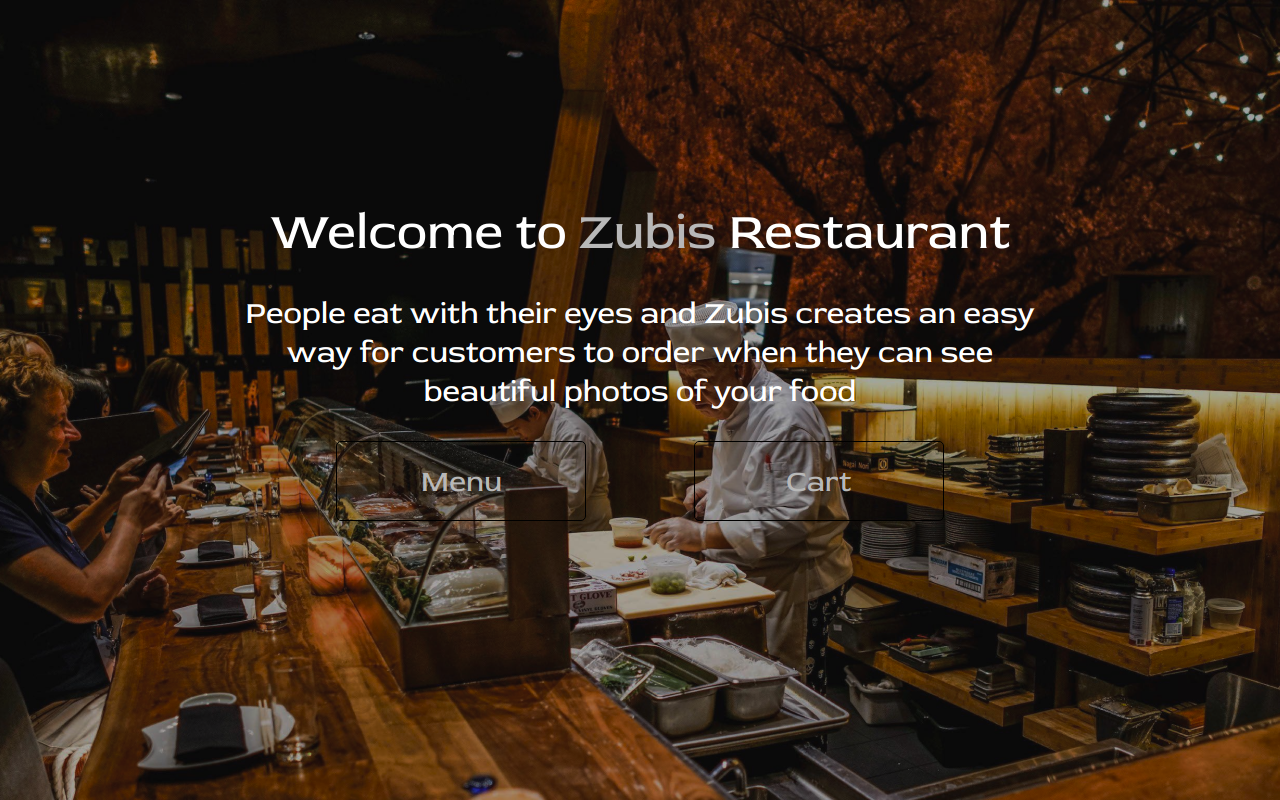 Welcome to Zubis Restaurant
People eat with their eyes and Zubis creates an easy
way for customers to order when they can see
beautiful photos of your food
Menu
Cart
GLOVE